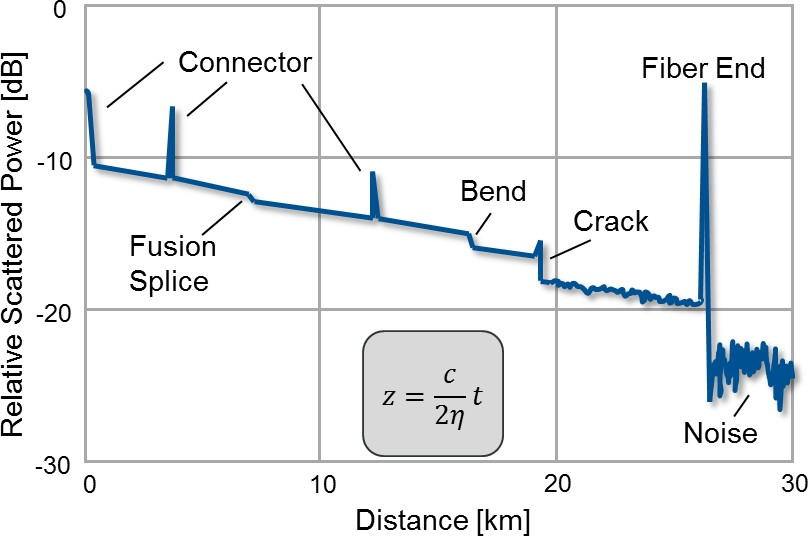 0
-10
-20
-30
Relative Scattered Power [dB]
Connector
Fiber End
Fusion
Splice
Bend
Crack
z = c/2η t
Noise
0
10
20
30
Distance [km]